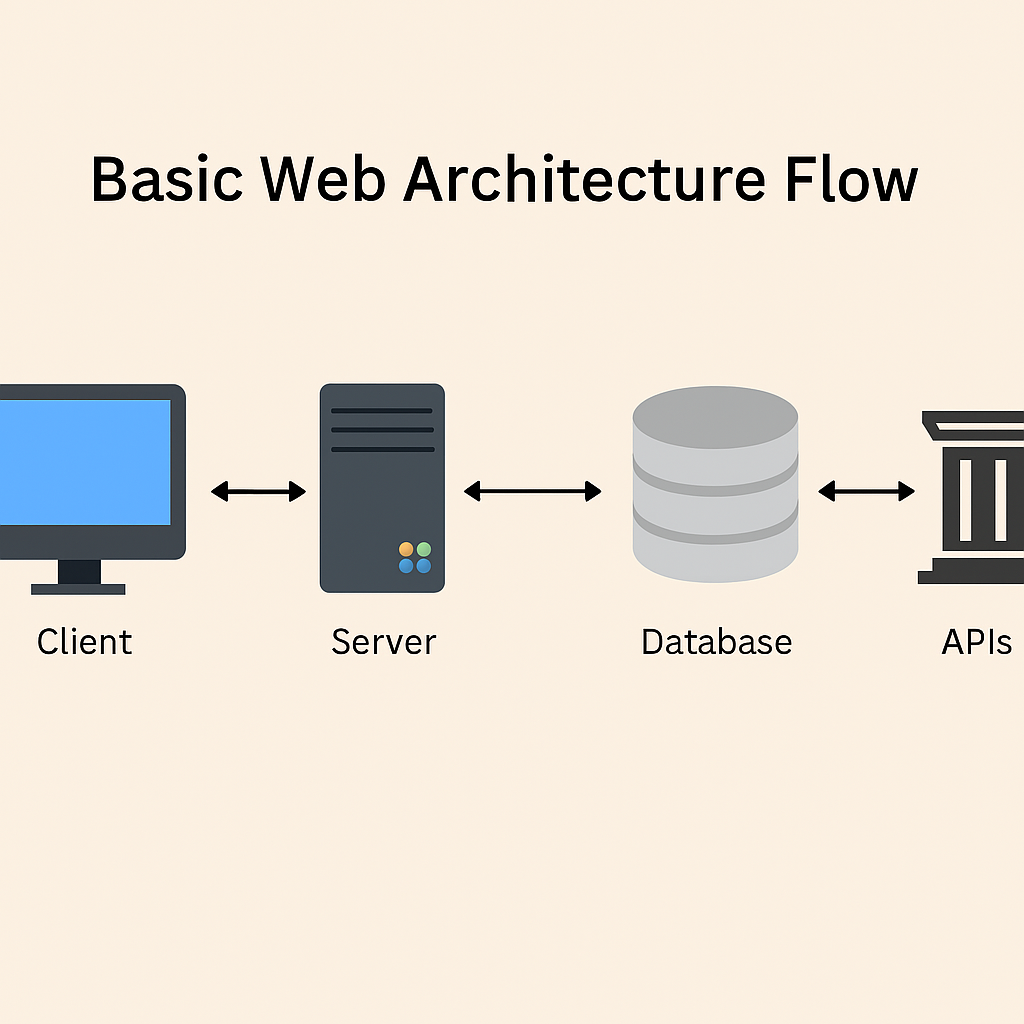 Basic Web Architecture Flow
Client
Server
Database
APIs